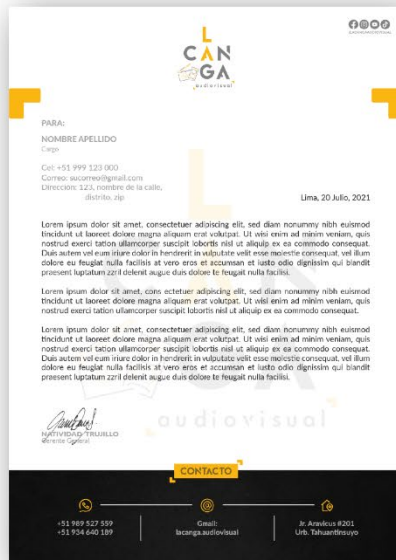 L
CAN
GA
audiovisual
PARA:
NOMBRE APELLIDO
Cargo
Cel: +51 999 123 000
Correo: sucorreo@gmail.com
Dirección: 123, nombre de la calle,
distrito, zip
Lima, 20 Julio, 2021
Lorem ipsum dolor sit amet, consectetuer adipiscing elit, sed diam nonummy nibh euismod
tincidunt ut laoreet dolore magna aliquam erat volutpat. Ut wisi enim ad minim veniam, quis
nostrud exerci tation ullamcorper suscipit lobortis nisl ut aliquip ex ea commodo consequat.
Duis autem vel eum iriure dolor in hendrerit in vulputate velit esse molestie consequat, vel illum
dolore eu feugiat nulla facilisis at vero eros et accumsan et iusto odio dignissim qui blandit
praesent luptatum zzril delenit augue duis dolore te feugait nulla facilisi.
Lorem ipsum dolor sit amet, cons ectetuer adipiscing elit, sed diam nonummy nibh euismod
tincidunt ut laoreet dolore magna aliquam erat volutpat. Ut wisi enim ad minim veniam, quis
nostrud exerci tation ullamcorper suscipit lobortis nisl ut aliquip ex ea commodo consequat.
Lorem ipsum dolor sit amet, consectetuer adipiscing elit, sed diam nonummy nibh euismod
tincidunt ut laoreet dolore magna aliquam erat volutpat. Ut wisi enim ad minim veniam, quis
nostrud exerci tation ullamcorper suscipit lobortis nisl ut aliquip ex ea commodo consequat.
Duis autem vel eum iriure dolor in hendrerit in vulputate velit esse molestie consequat, vel illum
dolore eu feugiat nulla facilisis at vero eros et accumsan et iusto odio dignissim qui blandit
praesent luptatum zzril delenit augue duis dolore te feugait nulla facilisi.
audiovisual
NATIVIDAD TRUJILLO
Gerente General
CONTACTO
+51 989 527 559
+51 934 640 189
Gmail:
lacanga.audiovisual
Jr. Aravicus #201
Urb. Tahuantinsuyo